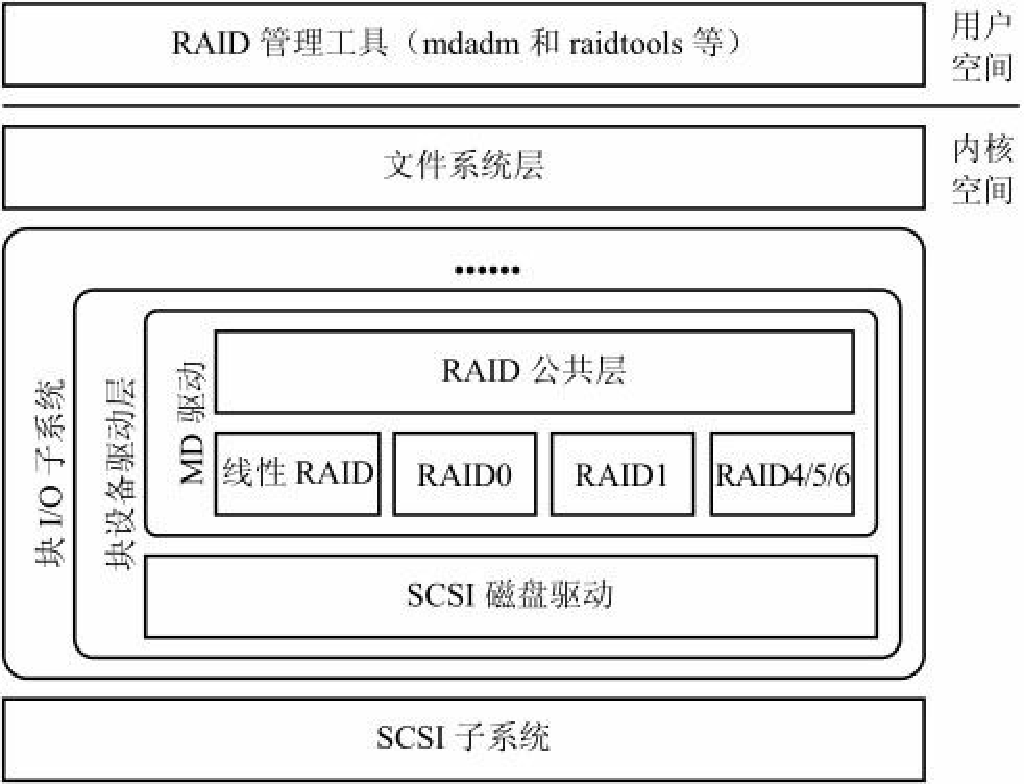 RAID 管理工具（mdadm 和 raidtools 等）
用户
空间
文件系统层
内核
空间
……
块 I/O 子系统
块设备驱动层
MD 驱动
RAID 公共层
线性 RAID
RAID0
RAID1
RAID4/5/6
SCSI 磁盘驱动
SCSI 子系统